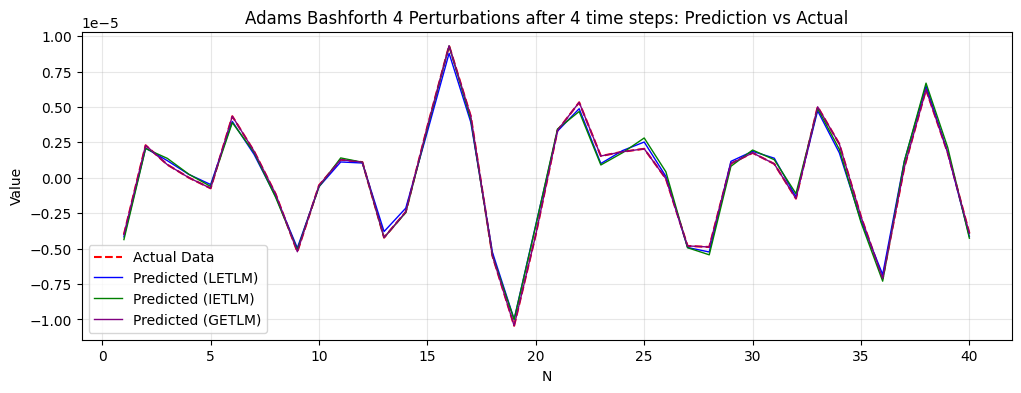 Adams Bashforth 4 Perturbations after 4 time steps: Prediction vs Actual
1e−5
1.00
0.75
0.50
0.25
0.00
−0.25
−0.50
−0.75
−1.00
Value
Actual Data
Predicted (LETLM)
Predicted (IETLM)
Predicted (GETLM)
0 5 10 15 20 25 30 35 40
N